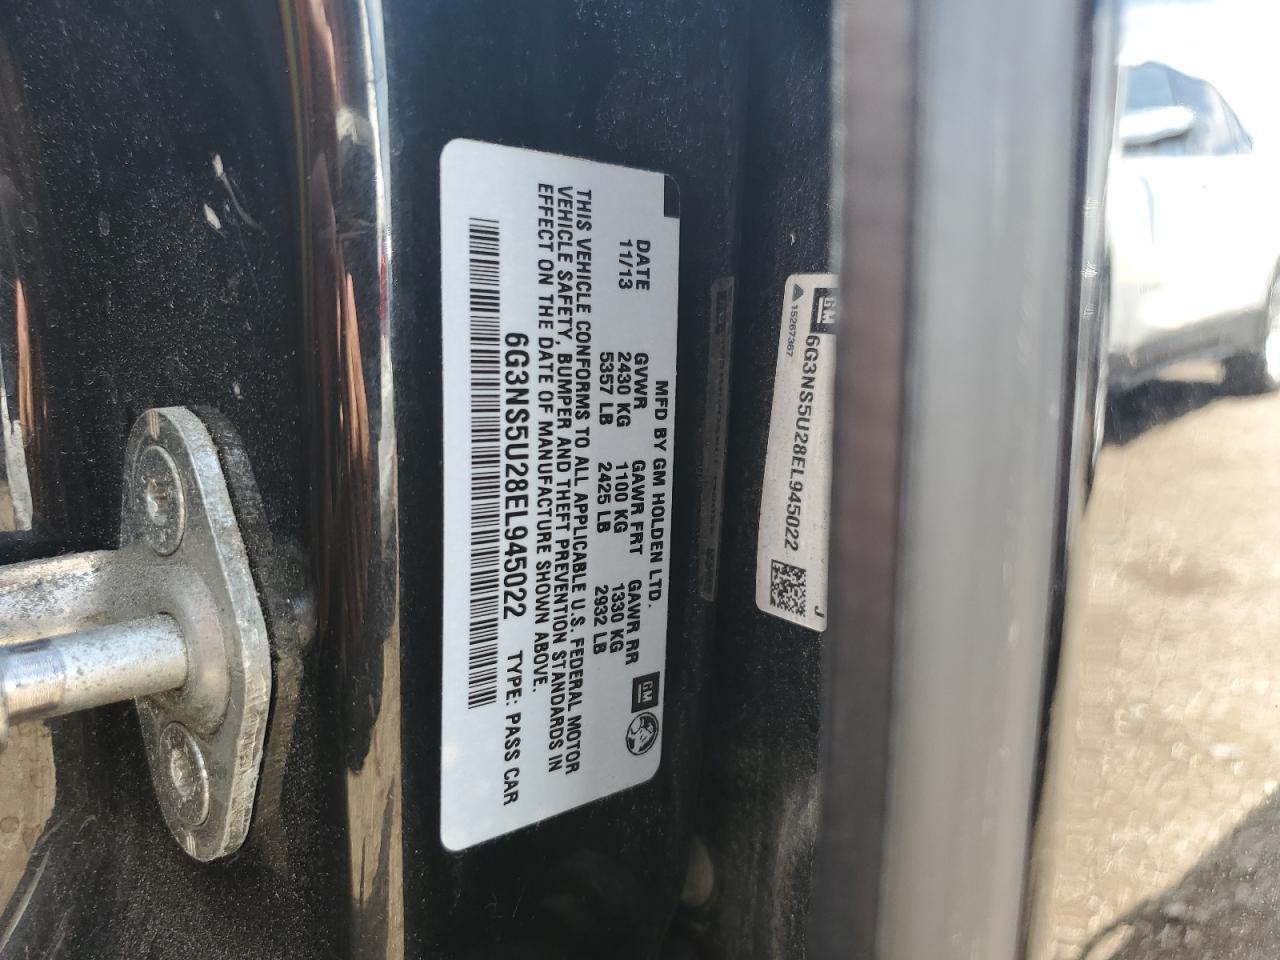 MFD BY GM HOLDEN LTD.
DATE GVWR GAWR FRT GAWR RR
11/13 2430 KG 1100 KG 1330 KG
5357 LB 2425 LB 2932 LB
GM
THIS VEHICLE CONFORMS TO ALL APPLICABLE U.S. FEDERAL MOTOR
VEHICLE SAFETY, BUMPER AND THEFT PREVENTION STANDARDS IN
EFFECT ON THE DATE OF MANUFACTURE SHOWN ABOVE.
6G3NS5U28EL945022 TYPE: PASS CAR
GM
6G3NS5U28EL945022
15267367
J